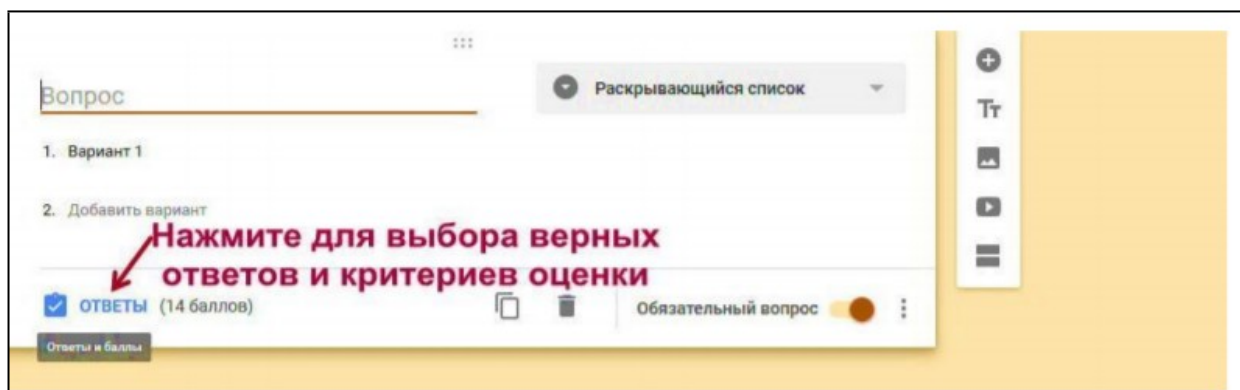 Вопрос
Раскрывающийся список
1. Вариант 1
2. Добавить вариант
Нажмите для выбора верных
ответов и критериев оценки
ОТВЕТЫ (14 баллов)
Обязательный вопрос
Ответы и баллы
Тт